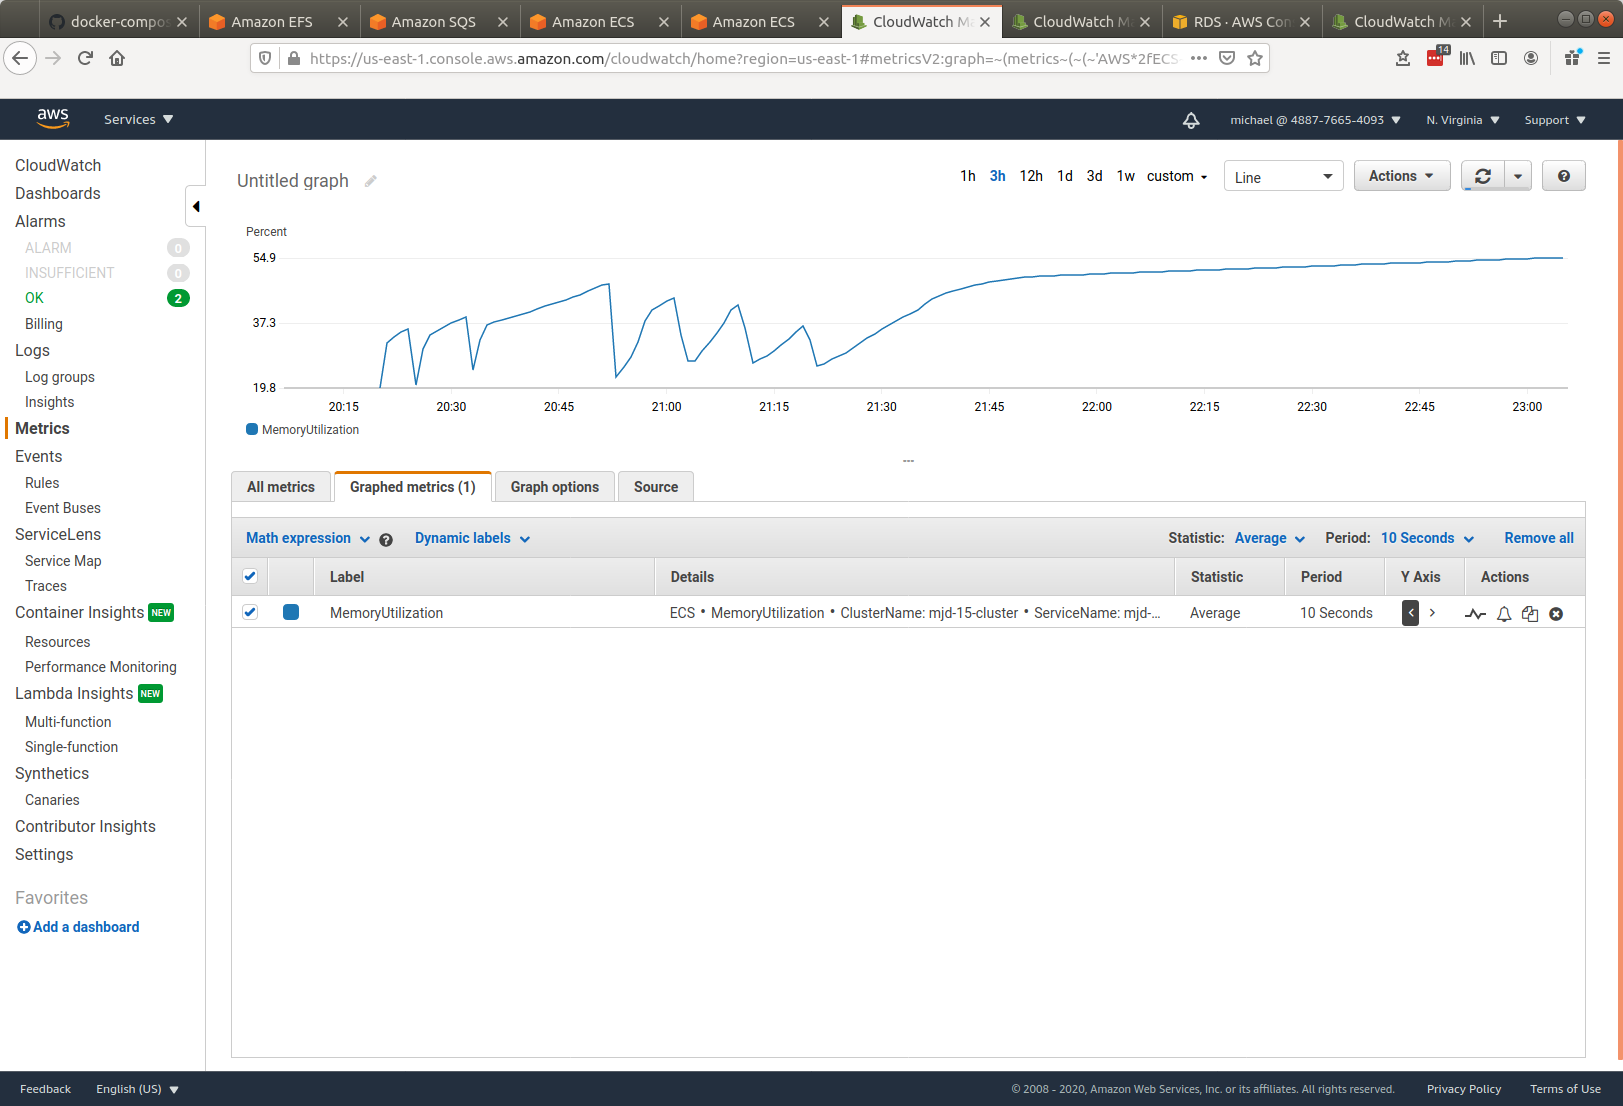 docker-compos
Amazon EFS
Amazon SQS
Amazon ECS
Amazon ECS
CloudWatch Ma
CloudWatch M
RDS · AWS Con
CloudWatch Ma
https://us-east-1.console.aws.amazon.com/cloudwatch/home?region=us-east-1#metricsV2:graph=~(metrics~(~(~'AWS*2fECS
14
aws
Services
michael @ 4887-7665-4093
N. Virginia
Support
CloudWatch
Dashboards
Alarms
ALARM 0
INSUFFICIENT 0
OK 2
Billing
Logs
Log groups
Insights
Metrics
Events
Rules
Event Buses
ServiceLens
Service Map
Traces
Container Insights NEW
Resources
Performance Monitoring
Lambda Insights NEW
Multi-function
Single-function
Synthetics
Canaries
Contributor Insights
Settings
Favorites
Add a dashboard
Untitled graph
1h 3h 12h 1d 3d 1w custom
Line
Actions
Percent
54.9
37.3
19.8
20:15 20:30 20:45 21:00 21:15 21:30 21:45 22:00 22:15 22:30 22:45 23:00
MemoryUtilization
All metrics
Graphed metrics (1)
Graph options
Source
Math expression
Dynamic labels
Statistic: Average
Period: 10 Seconds
Remove all
Label Details Statistic Period Y Axis Actions
MemoryUtilization ECS • MemoryUtilization • ClusterName: mjd-15-cluster • ServiceName: mjd-... Average 10 Seconds < >
Feedback
English (US)
© 2008 - 2020, Amazon Web Services, Inc. or its affiliates. All rights reserved.
Privacy Policy
Terms of Use